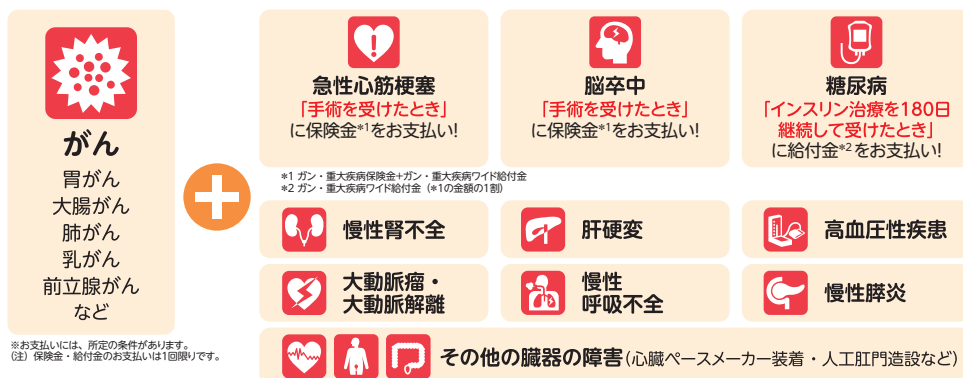 がん
胃がん
大腸がん
肺がん
乳がん
前立腺がん
など
※お支払いには、所定の条件があります。
(注)保険金・給付金のお支払いは1回限りです。
急性心筋梗塞
「手術を受けたとき」
に保険金*1をお支払い!
脳卒中
「手術を受けたとき」
に保険金*1をお支払い!
糖尿病
「インスリン治療を180日
継続して受けたとき」
に給付金*2をお支払い!
*1 ガン・重大疾病保険金+ガン・重大疾病ワイド給付金
*2 ガン・重大疾病ワイド給付金(*1の金額の1割)
慢性腎不全
肝硬変
高血圧性疾患
大動脈瘤・
大動脈解離
慢性
呼吸不全
慢性膵炎
その他の臓器の障害(心臓ペースメーカー装着・人工肛門造設など)